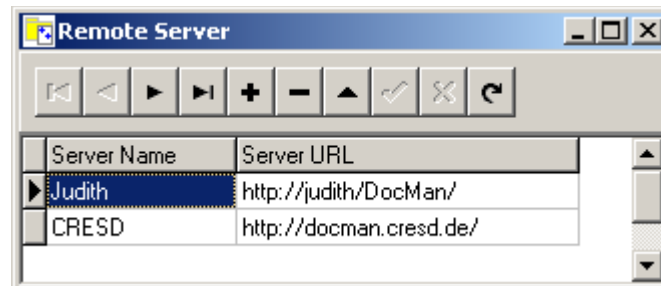 Remote Server
Server Name Server URL
Judith http://judith/DocMan/
CRESD http://docman.cresd.de/